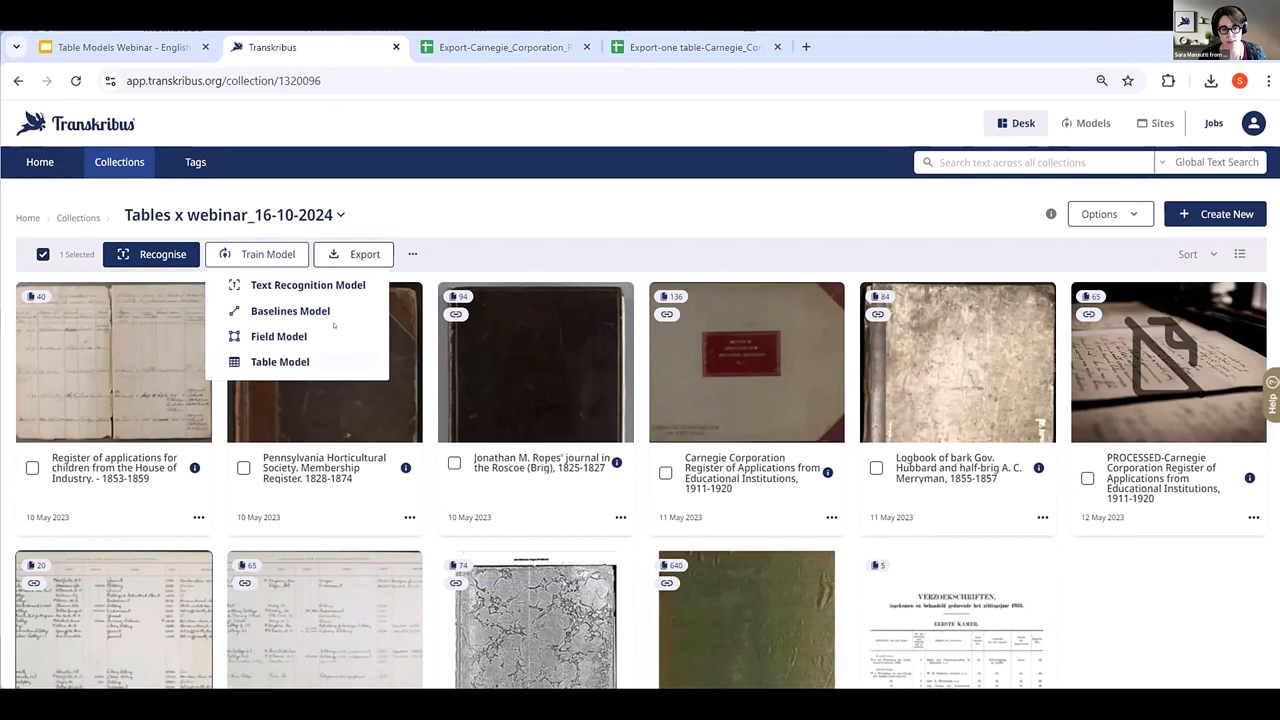 Table Models Webinar - English
Transkribus
Export-Carnegie_Corporation_R
Export-one table-Carnegie_Cor
app.transkribus.org/collection/1320096
S
Sara Mansutti from ...
Transkribus
Desk
Models
Sites
Jobs
Home
Collections
Tags
Search text across all collections
Global Text Search
Home
Collections
Tables x webinar_16-10-2024
Options
Create New
1 Selected
Recognise
Train Model
Export
Sort
Text Recognition Model
Baselines Model
Field Model
Table Model
40
94
136
84
65
Help
Register of applications for
children from the House of
Industry. - 1853-1859
10 May 2023
Pennsylvania Horticultural
Society. Membership
Register. 1828-1874
10 May 2023
Jonathan M. Ropes' journal in
the Roscoe (Brig), 1825-1827
10 May 2023
Carnegie Corporation
Register of Applications from
Educational Institutions,
1911-1920
11 May 2023
Logbook of bark Gov.
Hubbard and half-brig A. C.
Merryman, 1855-1857
11 May 2023
PROCESSED-Carnegie
Corporation Register of
Applications from
Educational Institutions,
1911-1920
12 May 2023
20
65
74
640
5
VERZOEKSCHRIFTEN,
EERSTE KAMER.